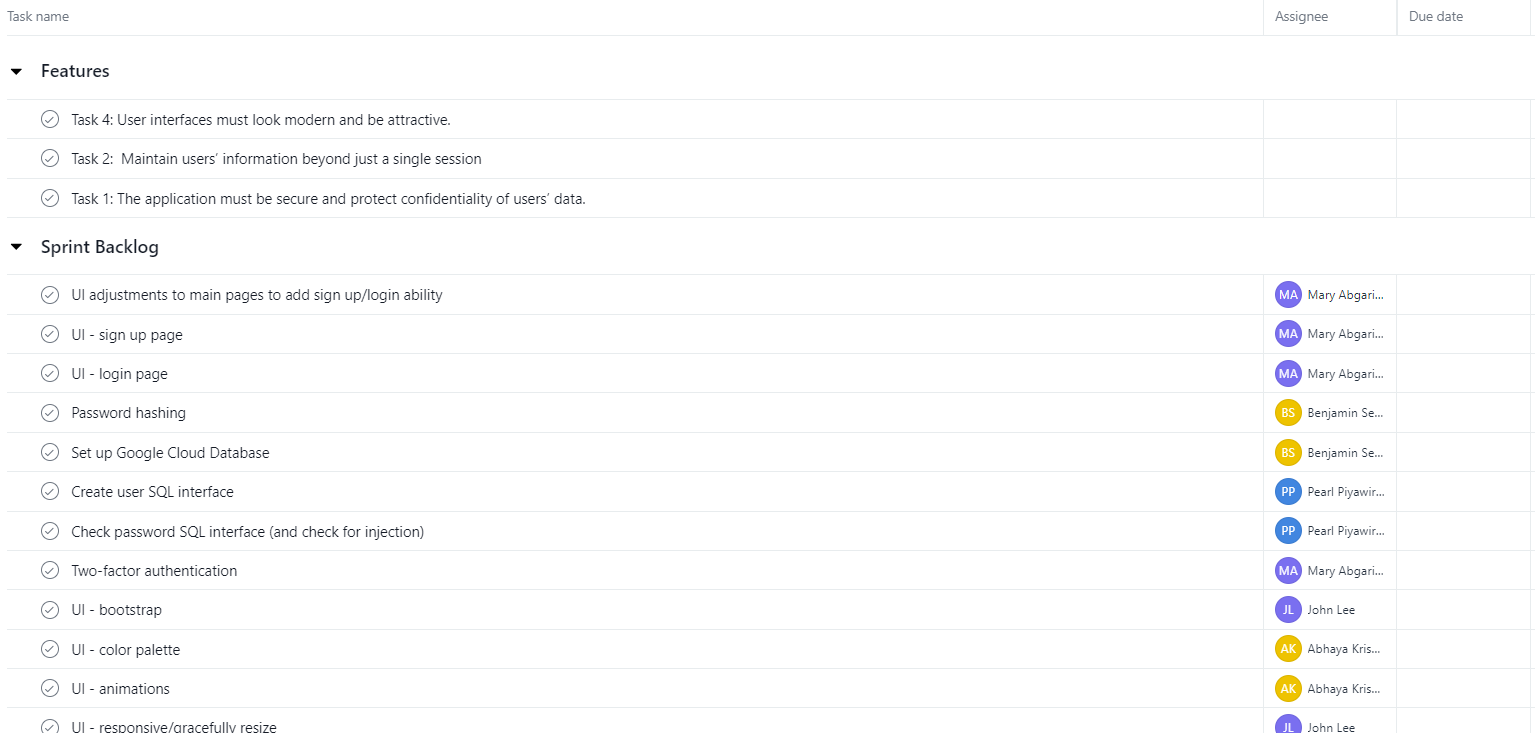 Task name Assignee Due date
Features
Task 4: User interfaces must look modern and be attractive.
Task 2:  Maintain users’ information beyond just a single session
Task 1: The application must be secure and protect confidentiality of users’ data.
Sprint Backlog
UI adjustments to main pages to add sign up/login ability MA Mary Abgari...
UI - sign up page MA Mary Abgari...
UI - login page MA Mary Abgari...
Password hashing BS Benjamin Se...
Set up Google Cloud Database BS Benjamin Se...
Create user SQL interface PP Pearl Piyawir...
Check password SQL interface (and check for injection) PP Pearl Piyawir...
Two-factor authentication MA Mary Abgari...
UI - bootstrap JL John Lee
UI - color palette AK Abhaya Kris...
UI - animations AK Abhaya Kris...
UI - responsive/gracefully resize JL John Lee